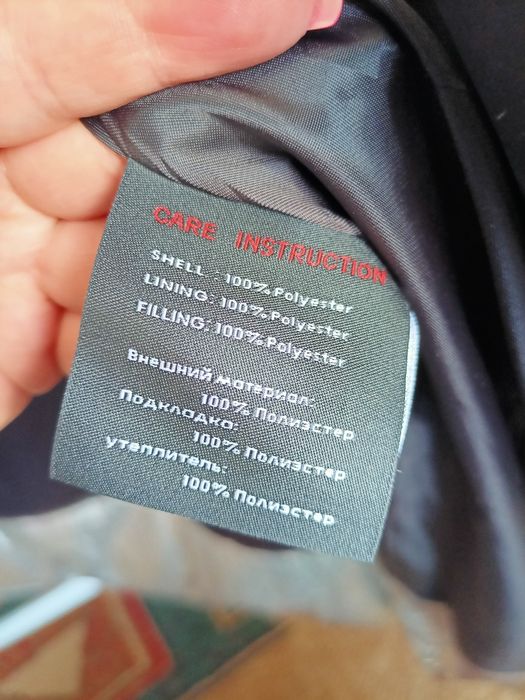 CARE INSTRUCTION
SHELL : 100% Polyester
LINING: 100% Polyester
FILLING: 100% Polyester
Внешний материал:
100% Полиэстер
Подкладка:
100% Полиэстер
утеплитель:
100% Полиэстер